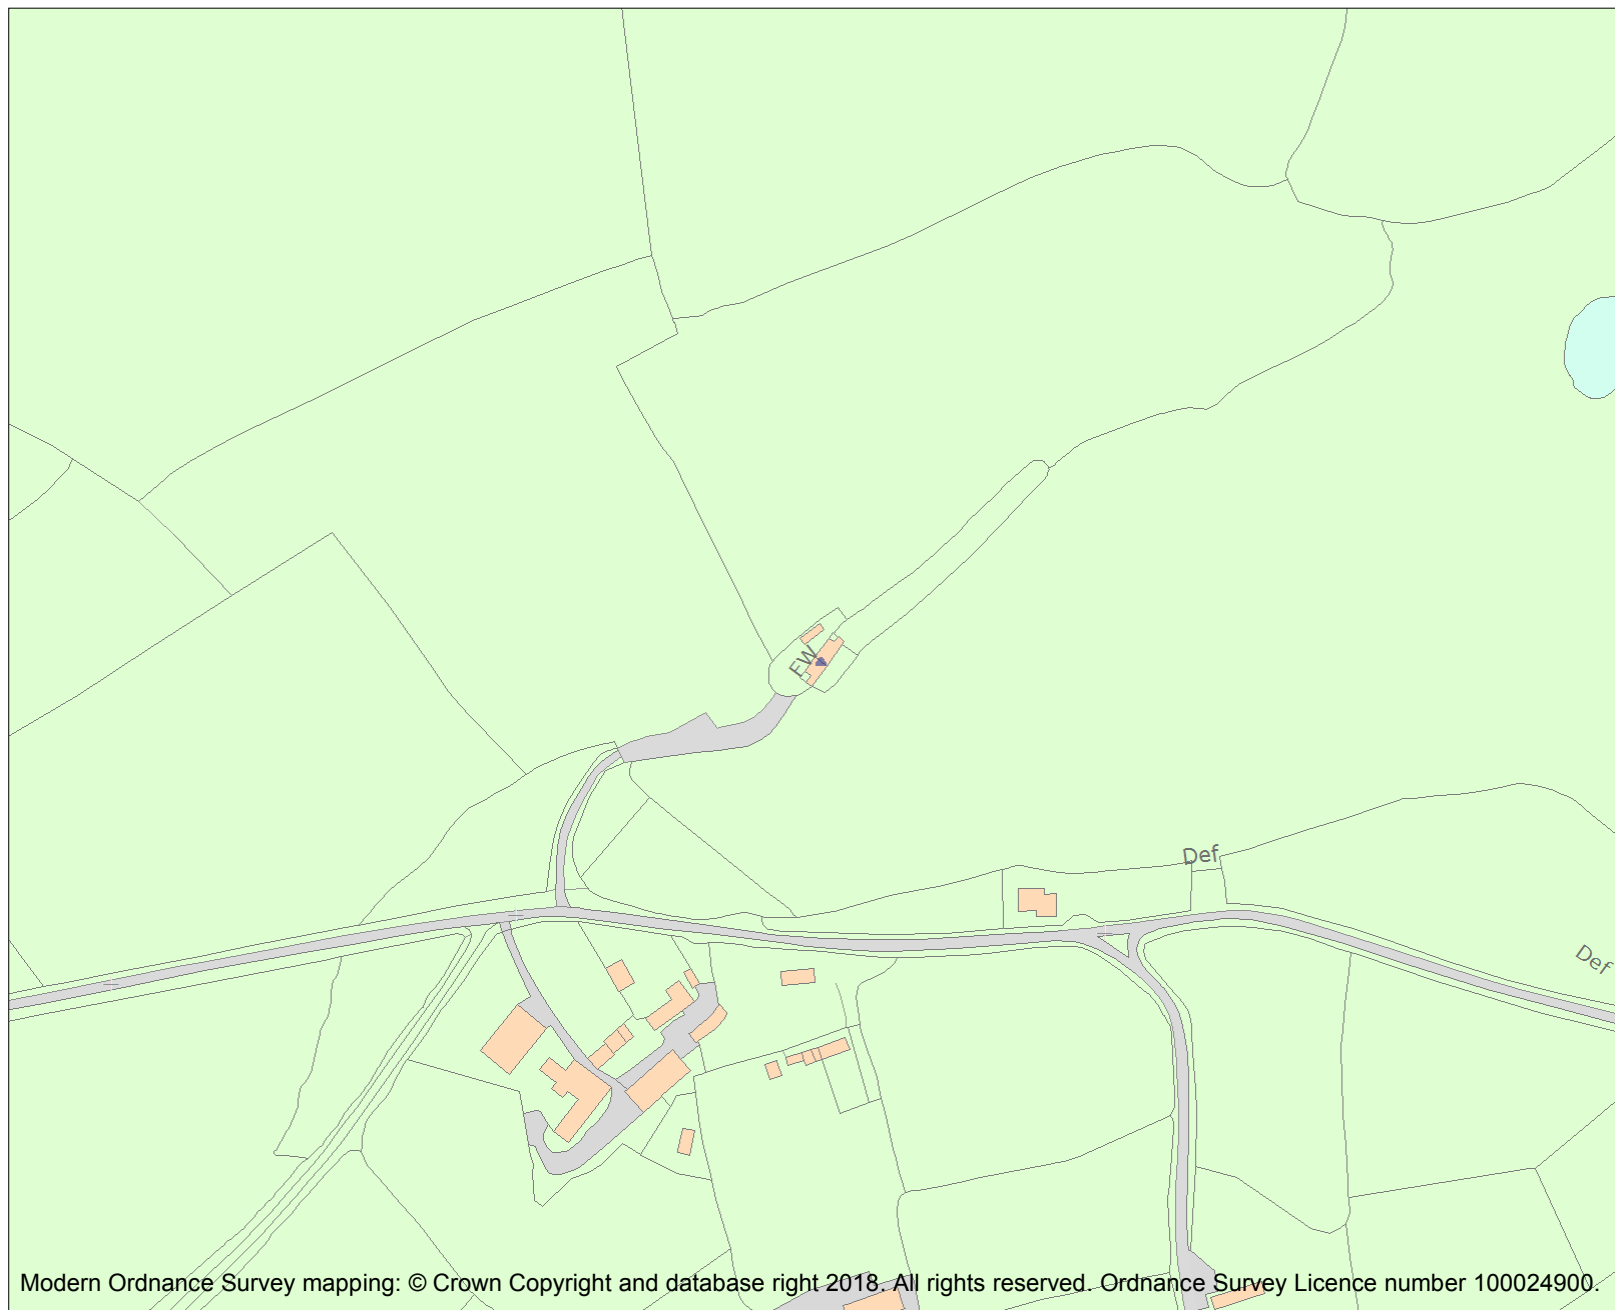 FW
Def
Def
Modern Ordnance Survey mapping: © Crown Copyright and database right 2018. All rights reserved. Ordnance Survey Licence number 100024900.